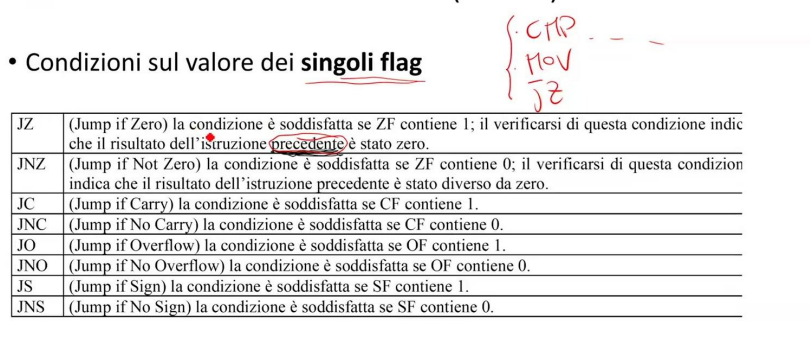 CMP
• Condizioni sul valore dei singoli flag
MOV
JZ
JZ (Jump if Zero) la condizione è soddisfatta se ZF contiene 1; il verificarsi di questa condizione indic
che il risultato dell'istruzione precedente è stato zero.
JNZ (Jump if Not Zero) la condizione è soddisfatta se ZF contiene 0; il verificarsi di questa condizion
indica che il risultato dell'istruzione precedente è stato diverso da zero.
JC (Jump if Carry) la condizione è soddisfatta se CF contiene 1.
JNC (Jump if No Carry) la condizione è soddisfatta se CF contiene 0.
JO (Jump if Overflow) la condizione è soddisfatta se OF contiene 1.
JNO (Jump if No Overflow) la condizione è soddisfatta se OF contiene 0.
JS (Jump if Sign) la condizione è soddisfatta se SF contiene 1.
JNS (Jump if No Sign) la condizione è soddisfatta se SF contiene 0.